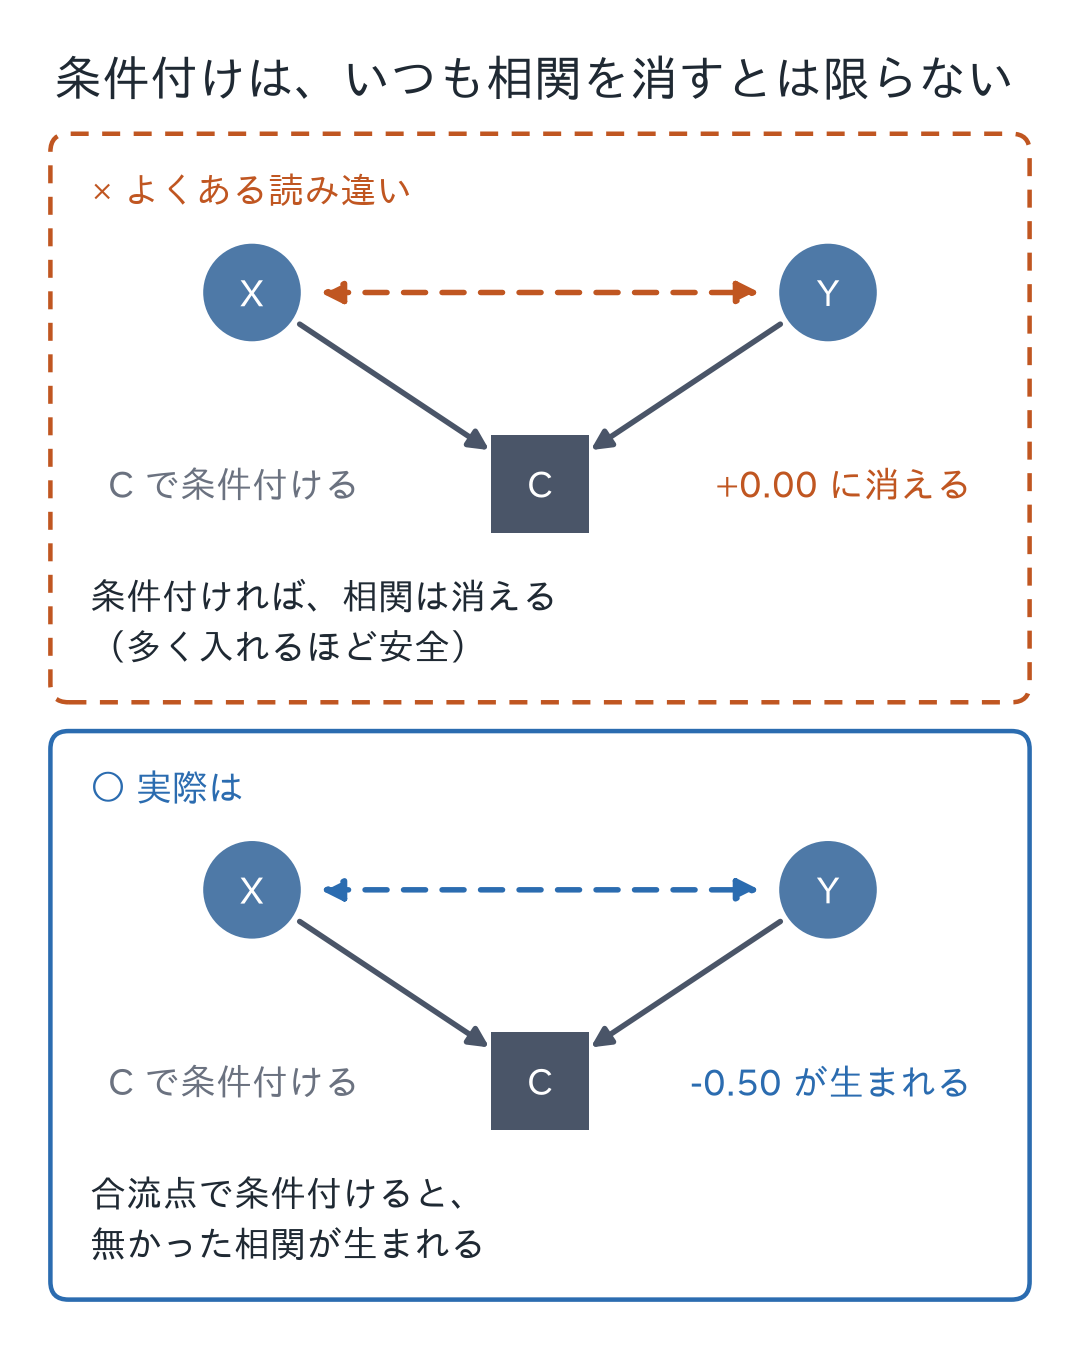 条件付けは、いつも相関を消すとは限らない
× よくある読み違い
X
Y
C で条件付ける
C
+0.00 に消える
条件付ければ、相関は消える
（多く入れるほど安全）
○ 実際は
X
Y
C で条件付ける
C
-0.50 が生まれる
合流点で条件付けると、
無かった相関が生まれる